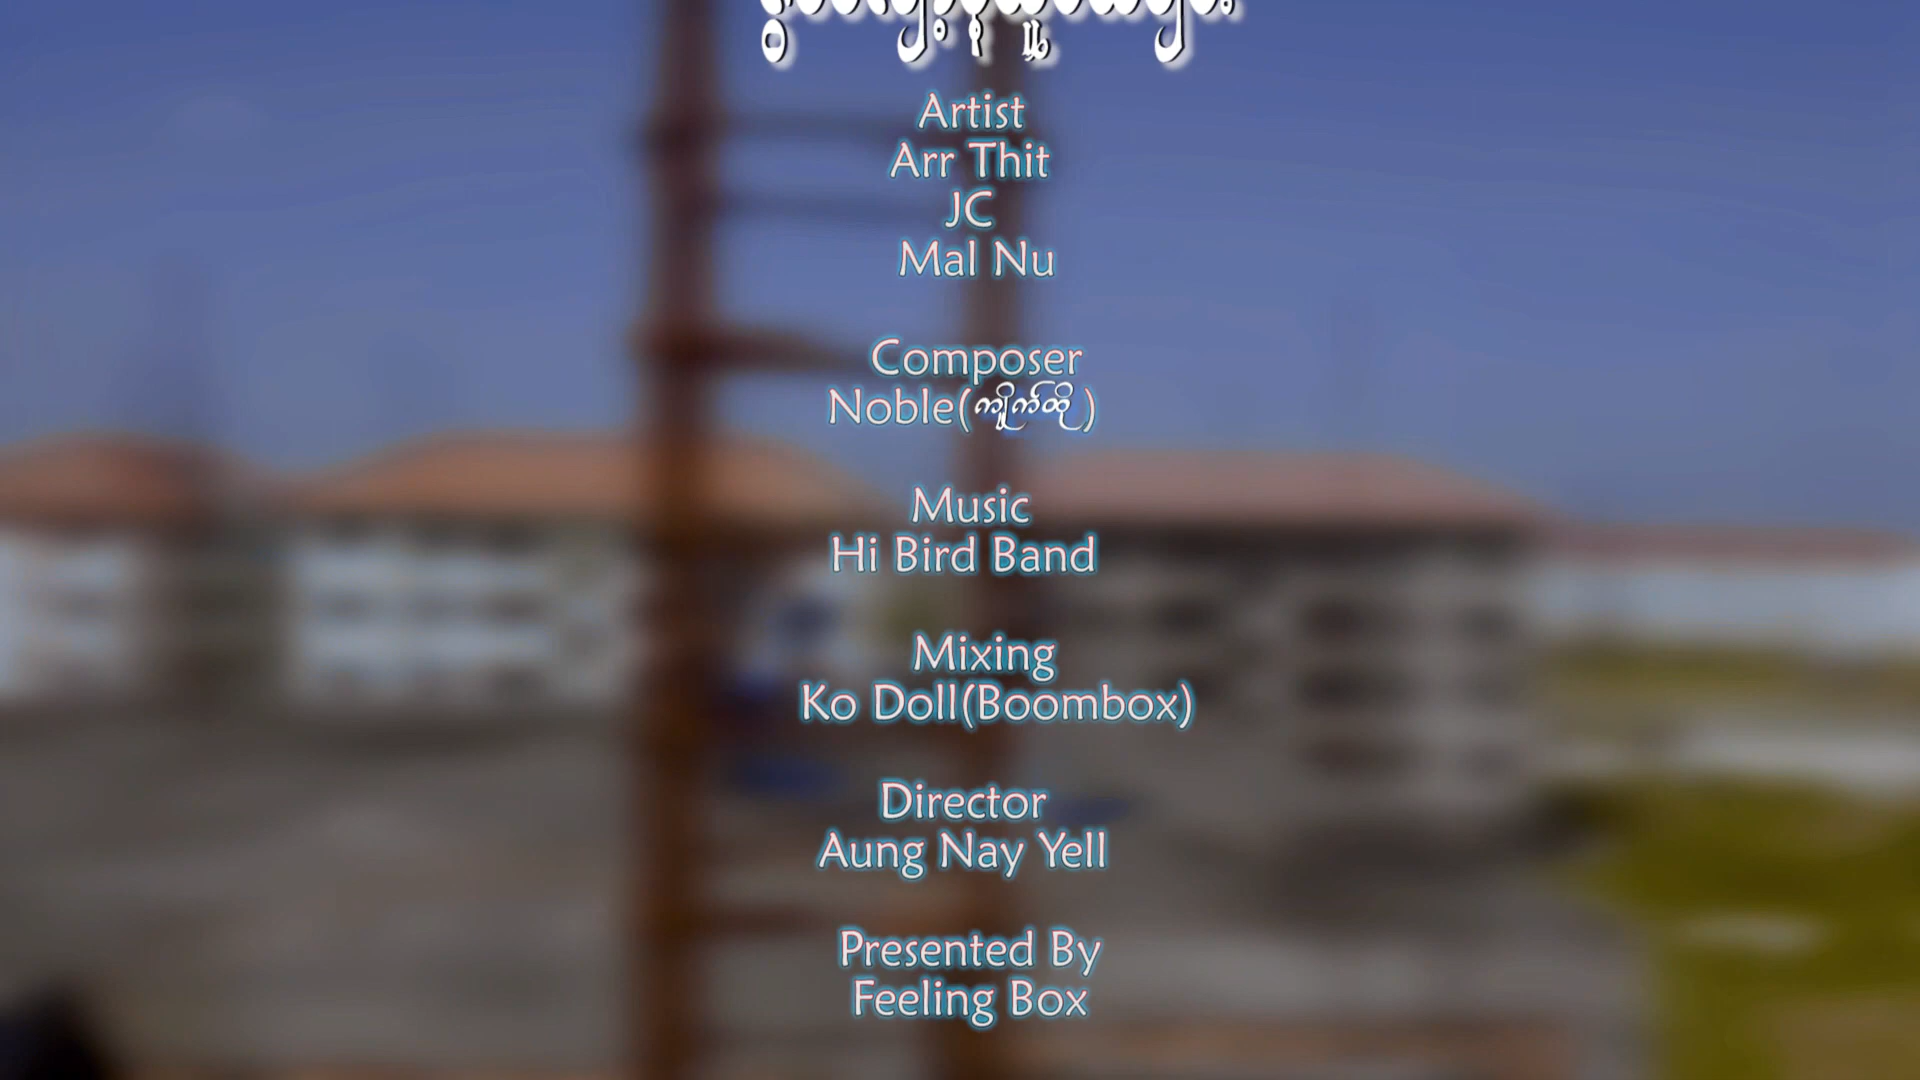 Artist
Arr Thit
JC
Mal Nu
Composer
Noble(ကျိုက်ထို)
Music
Hi Bird Band
Mixing
Ko Doll(Boombox)
Director
Aung Nay Yell
Presented By
Feeling Box